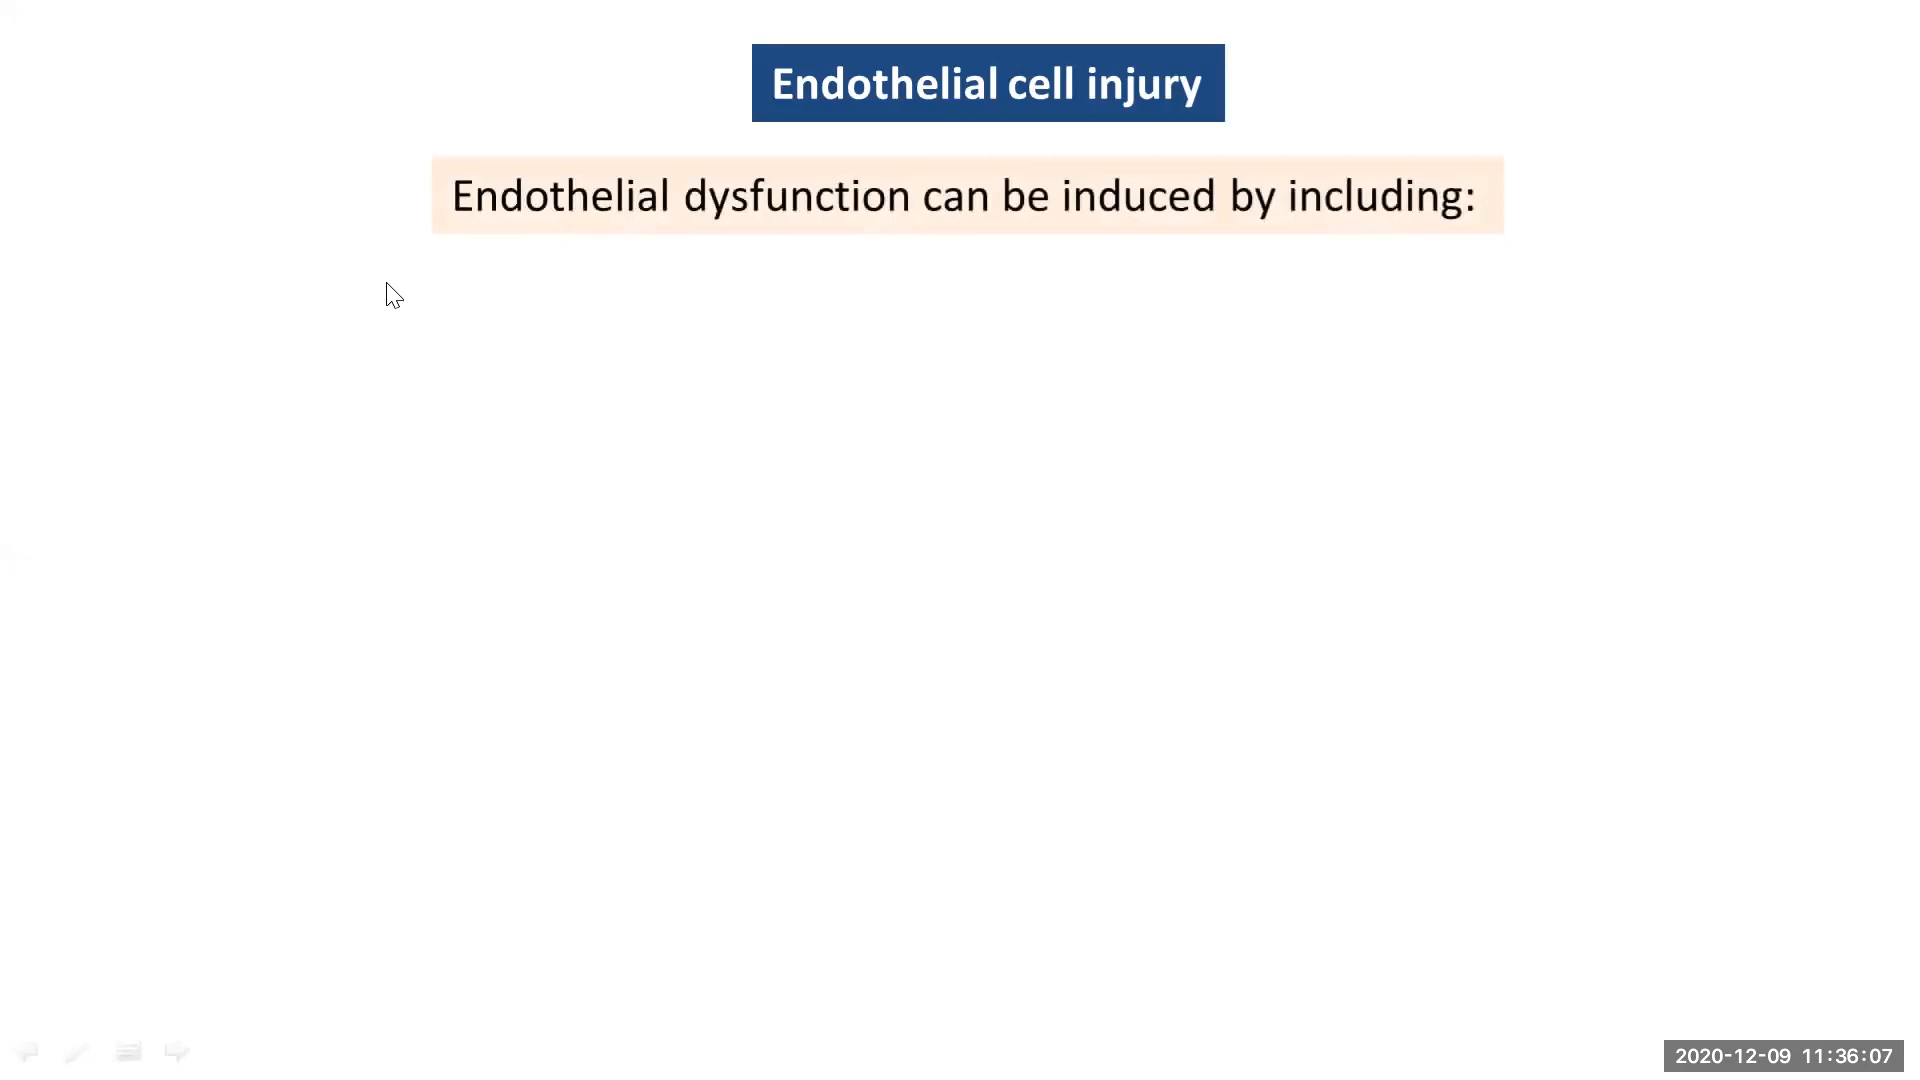 Endothelial cell injury
Endothelial dysfunction can be induced by including:
2020-12-09 11:36:07